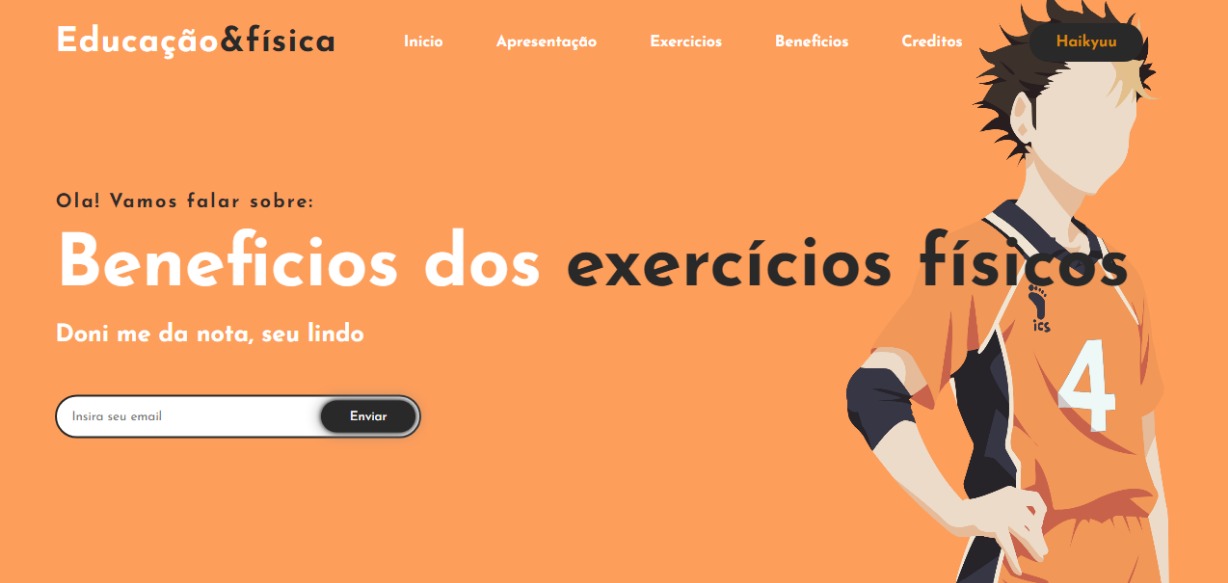 Educação&física
Inicio
Apresentação
Exercicios
Beneficios
Creditos
Haikyuu
Ola! Vamos falar sobre:
Beneficios dos exercícios físicos
Doni me da nota, seu lindo
Insira seu email
Enviar
ics
4